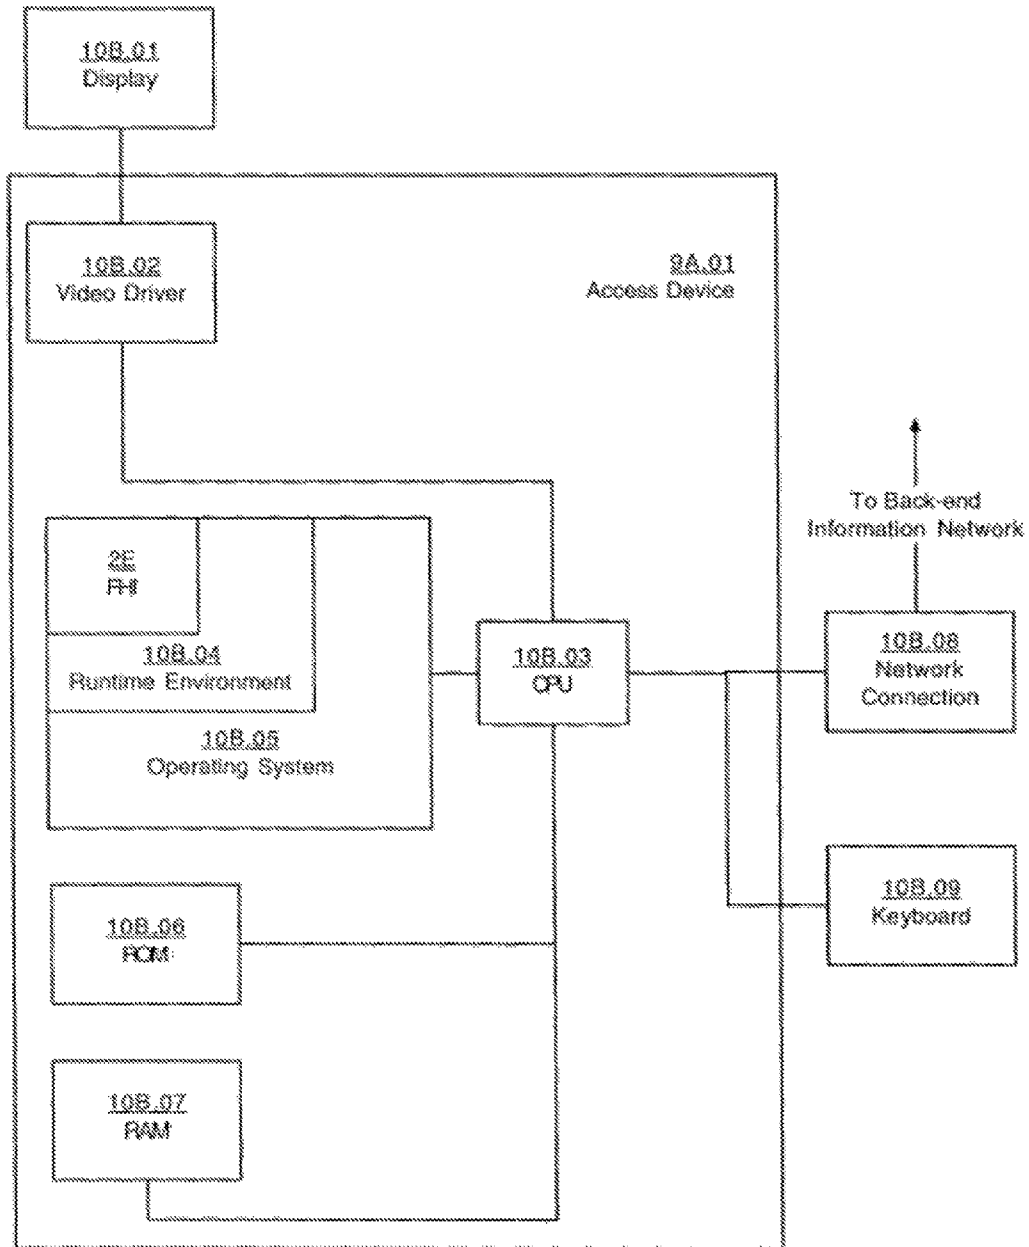 10B.01
Display
10B.02
Video Driver
9A.01
Access Device
To Back-end
Information Network
2E
10B.04
Runtime Environment
10B.05
Operating System
10B.03
CPU
10B.08
Network
Connection
10B.09
Keyboard
10B.06
ROM
10B.07
RAM